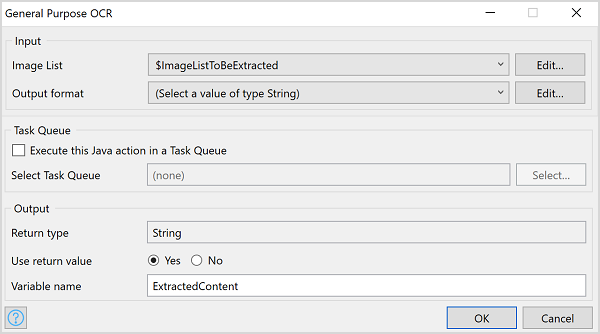 General Purpose OCR
Input
Image List $ImageListToBeExtracted Edit...
Output format (Select a value of type String) Edit...
Task Queue
Execute this Java action in a Task Queue
Select Task Queue (none) Select...
Output
Return type String
Use return value Yes No
Variable name ExtractedContent
? OK Cancel